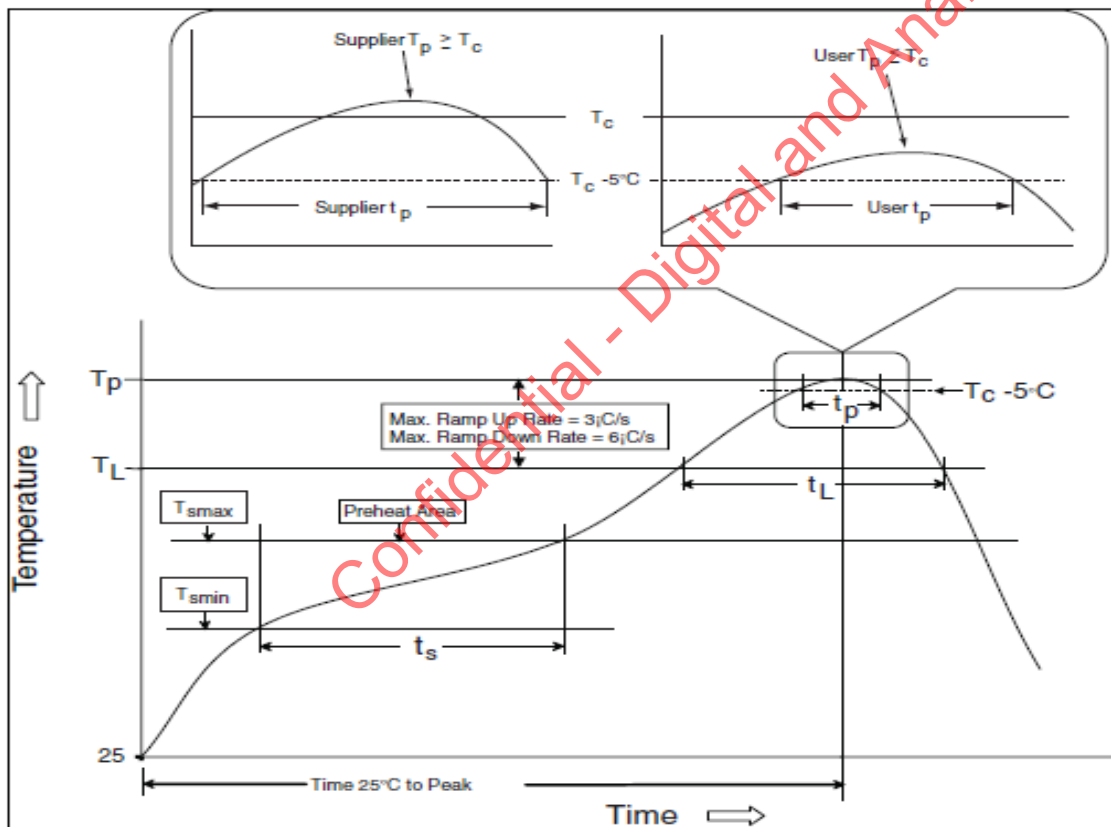 Supplier Tp ≥ Tc
User Tp ≤ Tc
Tc
Tc -5°C
Supplier tp
User tp
Tp
Tc -5°C
tp
Max. Ramp Up Rate = 3¡C/s
Max. Ramp Down Rate = 6¡C/s
TL
tL
Tsmax
Preheat Area
Tsmin
ts
Temperature
25
Time 25°C to Peak
Time
Confidential - Digital and Anal